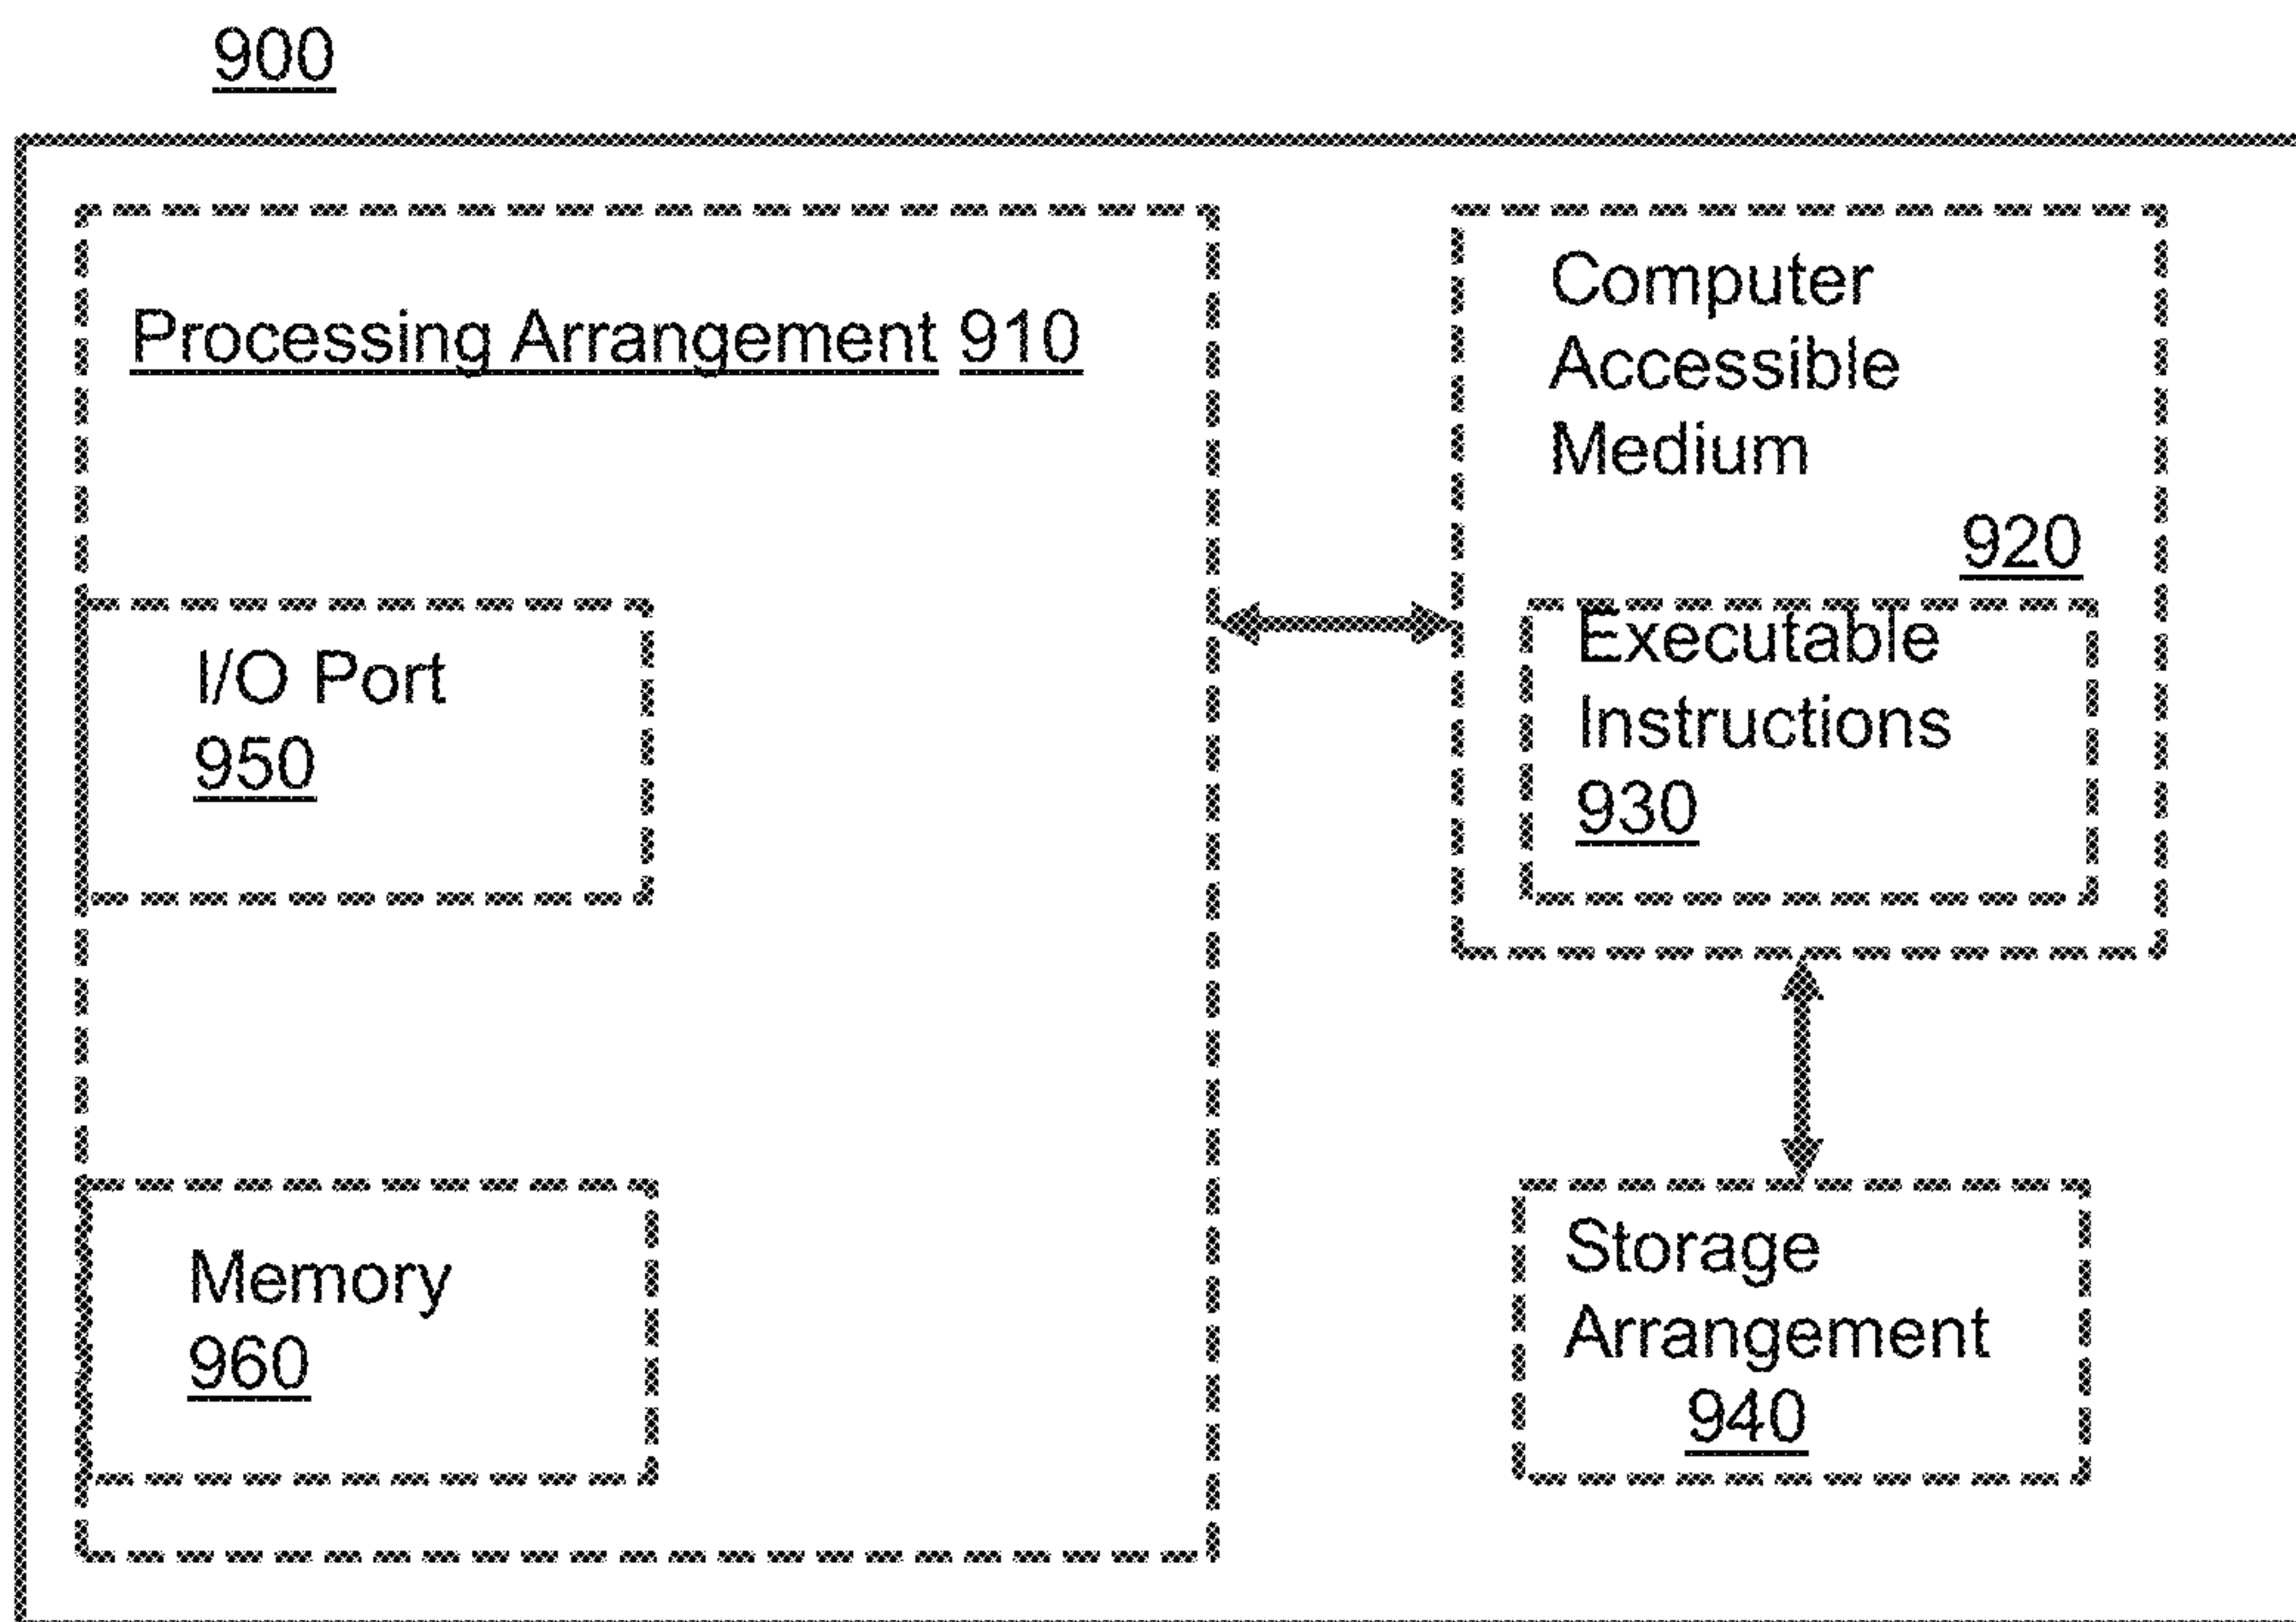 900
Processing Arrangement 910
I/O Port
950
Memory
960
Computer
Accessible
Medium
920
Executable
Instructions
930
Storage
Arrangement
940